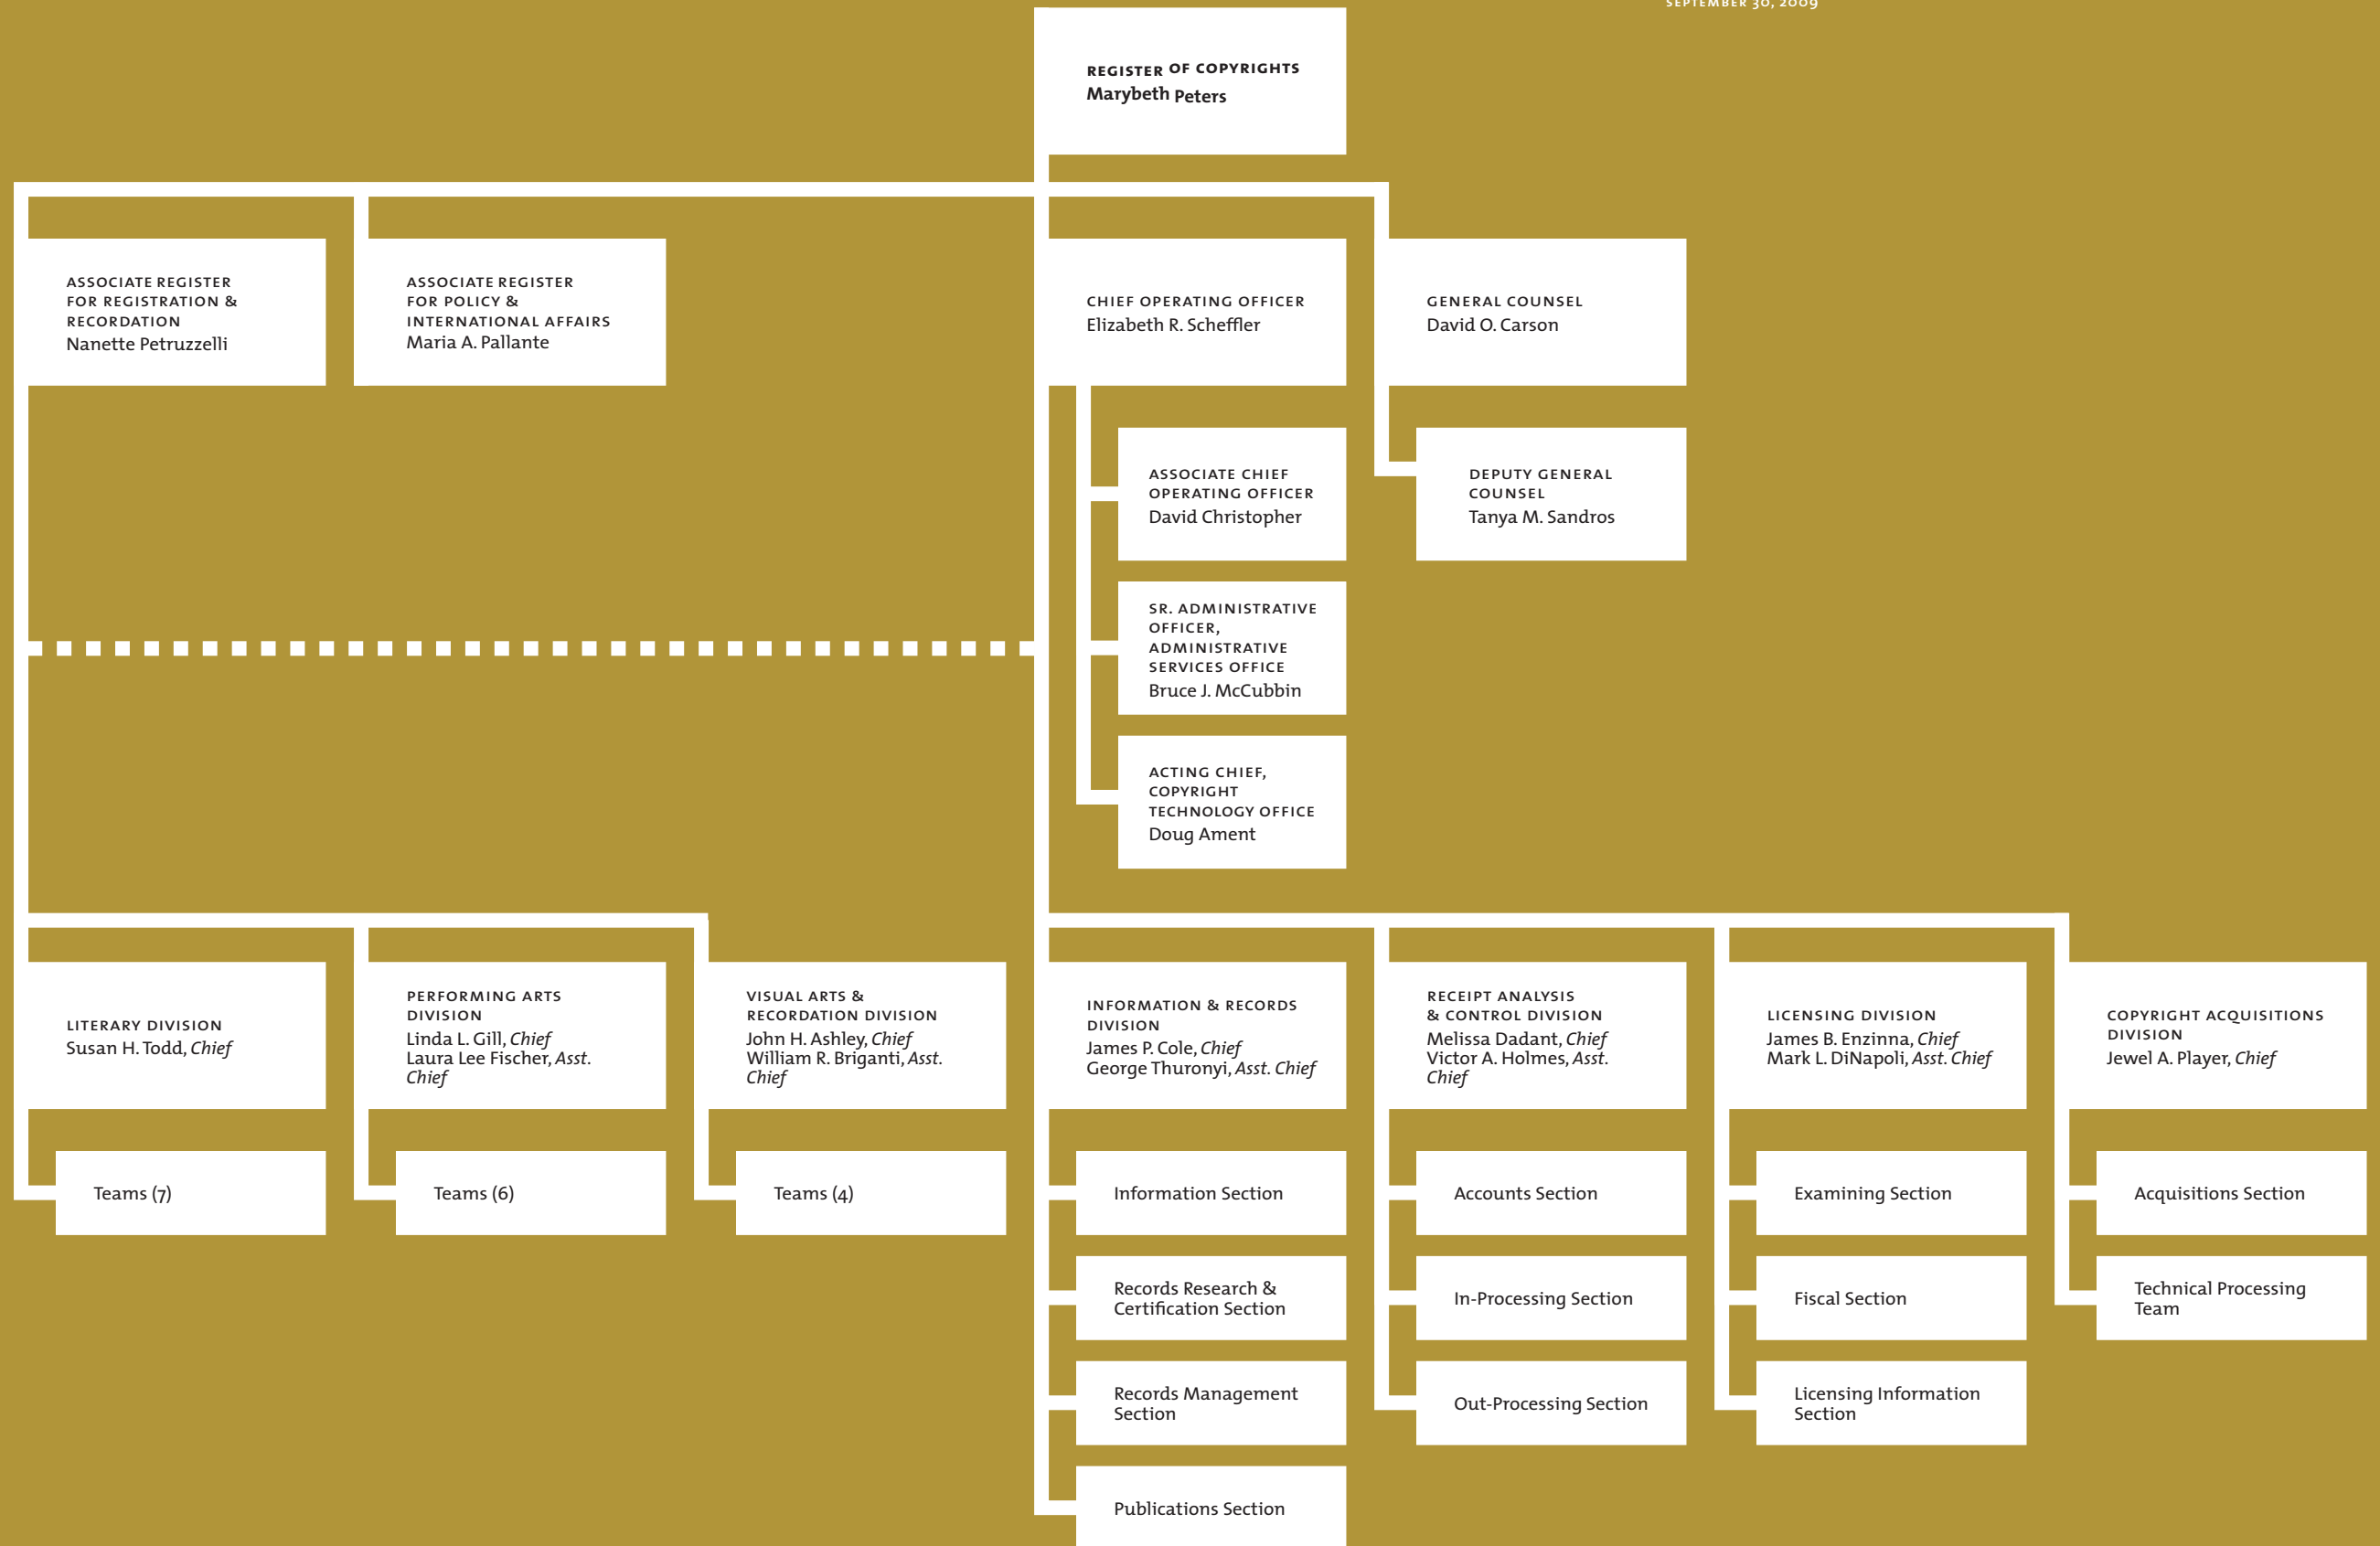 SEPTEMBER 30, 2009
REGISTER OF COPYRIGHTS
Marybeth Peters
ASSOCIATE REGISTER
FOR REGISTRATION &
RECORDATION
Nanette Petruzzelli
ASSOCIATE REGISTER
FOR POLICY &
INTERNATIONAL AFFAIRS
Maria A. Pallante
CHIEF OPERATING OFFICER
Elizabeth R. Scheffler
GENERAL COUNSEL
David O. Carson
ASSOCIATE CHIEF
OPERATING OFFICER
David Christopher
DEPUTY GENERAL
COUNSEL
Tanya M. Sandros
SR. ADMINISTRATIVE
OFFICER,
ADMINISTRATIVE
SERVICES OFFICE
Bruce J. McCubbin
ACTING CHIEF,
COPYRIGHT
TECHNOLOGY OFFICE
Doug Ament
LITERARY DIVISION
Susan H. Todd, Chief
PERFORMING ARTS
DIVISION
Linda L. Gill, Chief
Laura Lee Fischer, Asst.
Chief
VISUAL ARTS &
RECORDATION DIVISION
John H. Ashley, Chief
William R. Briganti, Asst.
Chief
INFORMATION & RECORDS
DIVISION
James P. Cole, Chief
George Thuronyi, Asst. Chief
RECEIPT ANALYSIS
& CONTROL DIVISION
Melissa Dadant, Chief
Victor A. Holmes, Asst.
Chief
LICENSING DIVISION
James B. Enzinna, Chief
Mark L. DiNapoli, Asst. Chief
COPYRIGHT ACQUISITIONS
DIVISION
Jewel A. Player, Chief
Teams (7)
Teams (6)
Teams (4)
Information Section
Accounts Section
Examining Section
Acquisitions Section
Records Research &
Certification Section
In-Processing Section
Fiscal Section
Technical Processing
Team
Records Management
Section
Out-Processing Section
Licensing Information
Section
Publications Section